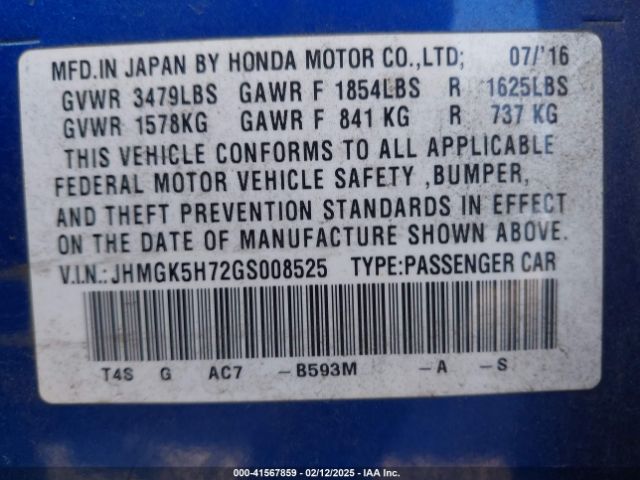 MFD.IN JAPAN BY HONDA MOTOR CO.,LTD; 07/'16
GVWR 3479LBS GAWR F 1854LBS R 1625LBS
GVWR 1578KG GAWR F 841 KG R 737 KG
THIS VEHICLE CONFORMS TO ALL APPLICABLE
FEDERAL MOTOR VEHICLE SAFETY ,BUMPER,
AND THEFT PREVENTION STANDARDS IN EFFECT
ON THE DATE OF MANUFACTURE SHOWN ABOVE.
V.I.N.: JHMGK5H72GS008525 TYPE:PASSENGER CAR
T4S G AC7 –B593M –A –S
000-41567859 - 02/12/2025 - IAA Inc.